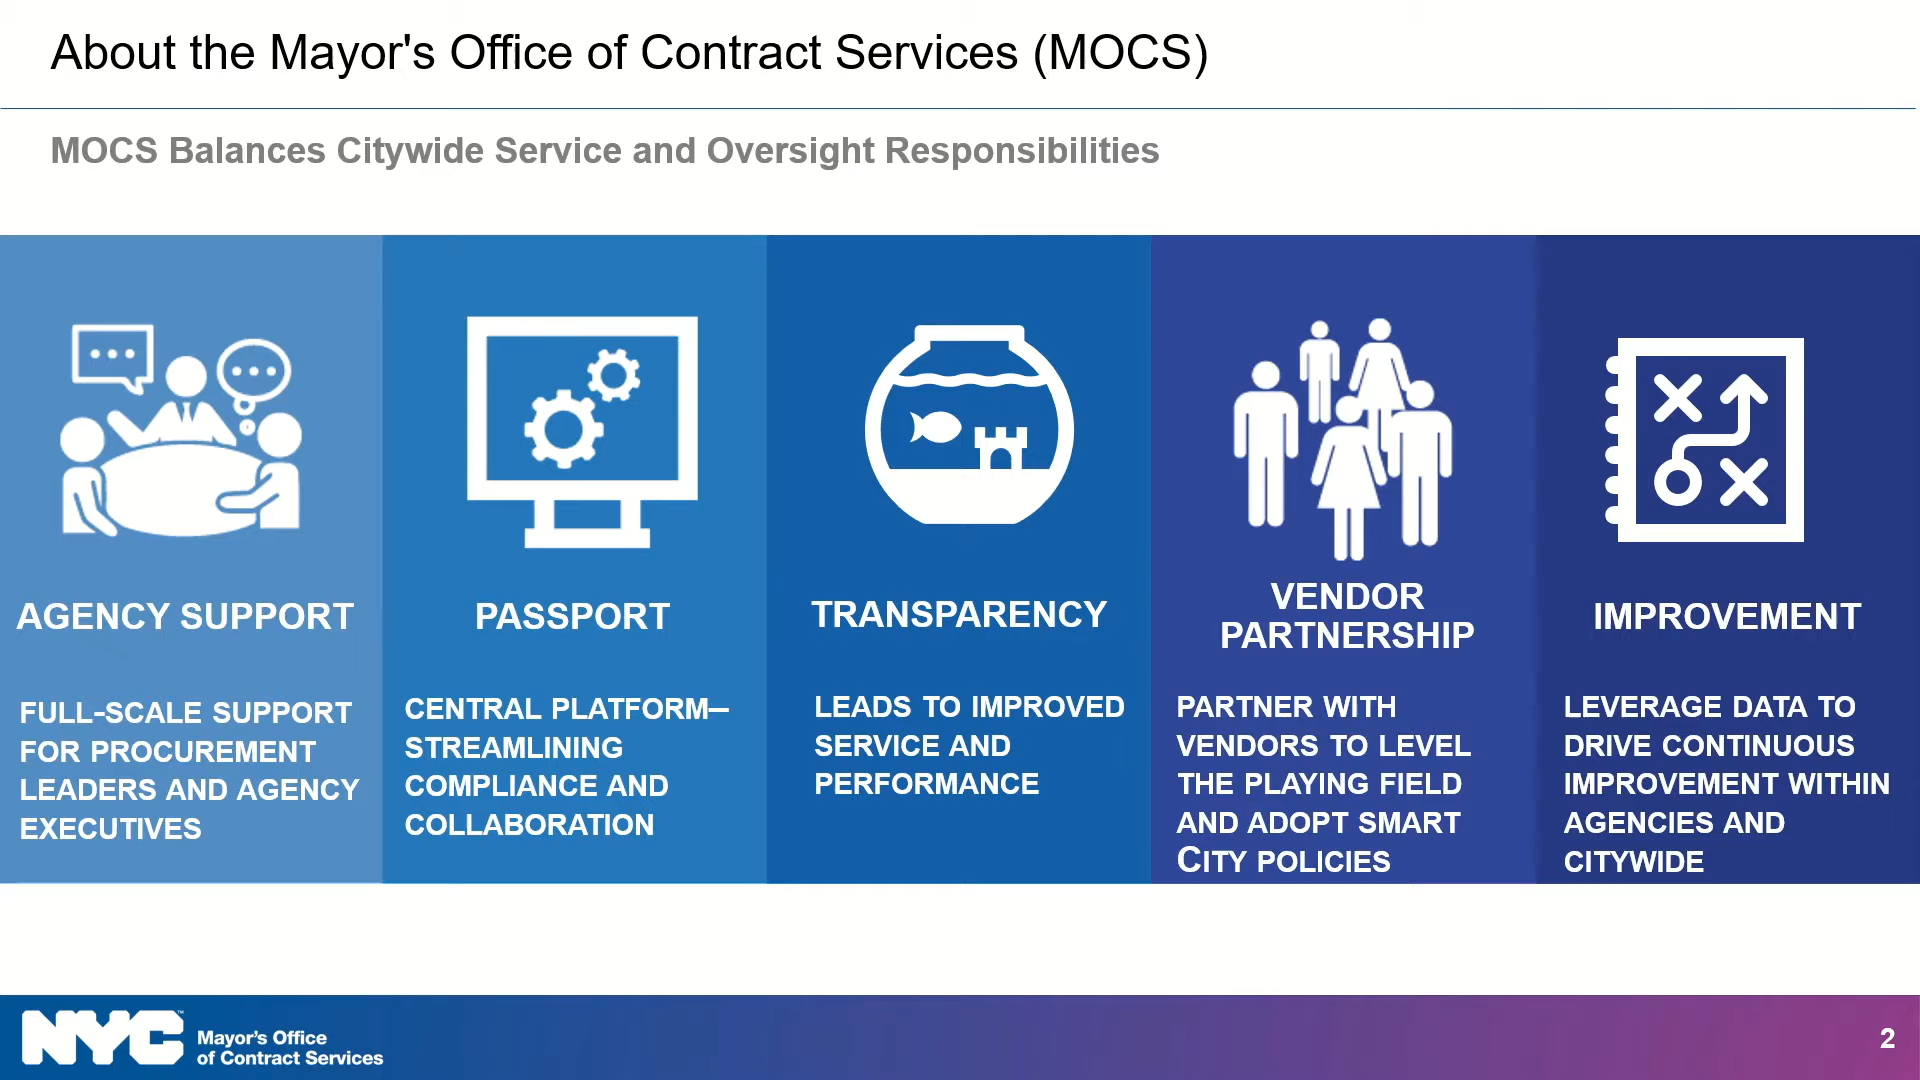 About the Mayor's Office of Contract Services (MOCS)
MOCS Balances Citywide Service and Oversight Responsibilities
AGENCY SUPPORT
FULL-SCALE SUPPORT
FOR PROCUREMENT
LEADERS AND AGENCY
EXECUTIVES
PASSPORT
CENTRAL PLATFORM–
STREAMLINING
COMPLIANCE AND
COLLABORATION
TRANSPARENCY
LEADS TO IMPROVED
SERVICE AND
PERFORMANCE
VENDOR
PARTNERSHIP
PARTNER WITH
VENDORS TO LEVEL
THE PLAYING FIELD
AND ADOPT SMART
CITY POLICIES
IMPROVEMENT
LEVERAGE DATA TO
DRIVE CONTINUOUS
IMPROVEMENT WITHIN
AGENCIES AND
CITYWIDE
NYC™
Mayor's Office
of Contract Services
2